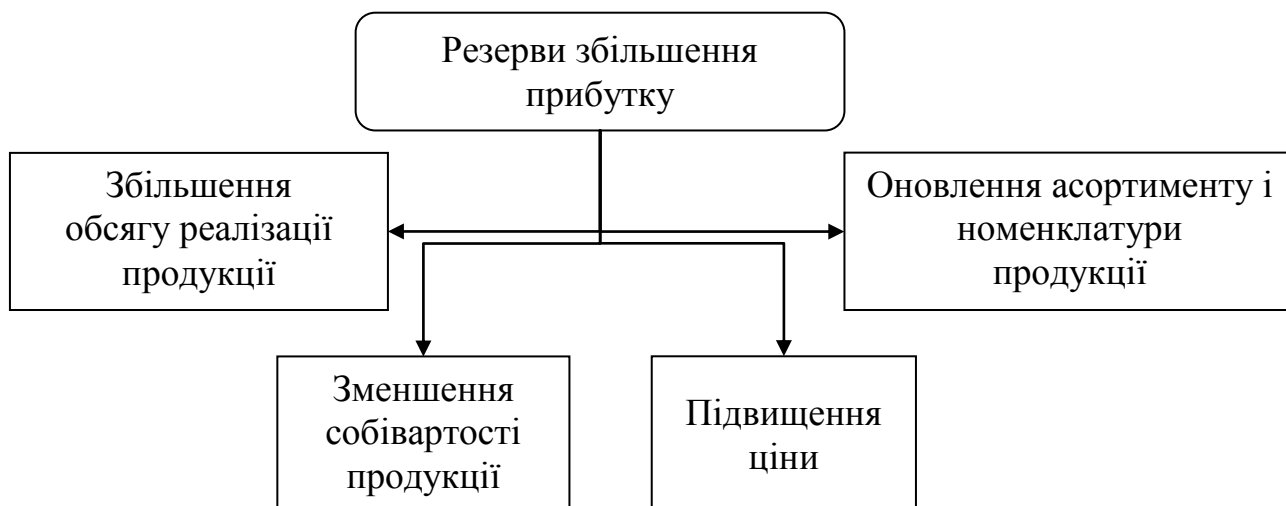 Резерви збільшення
прибутку
Збільшення
обсягу реалізації
продукції
Оновлення асортименту і
номенклатури
продукції
Зменшення
собівартості
продукції
Підвищення
ціни